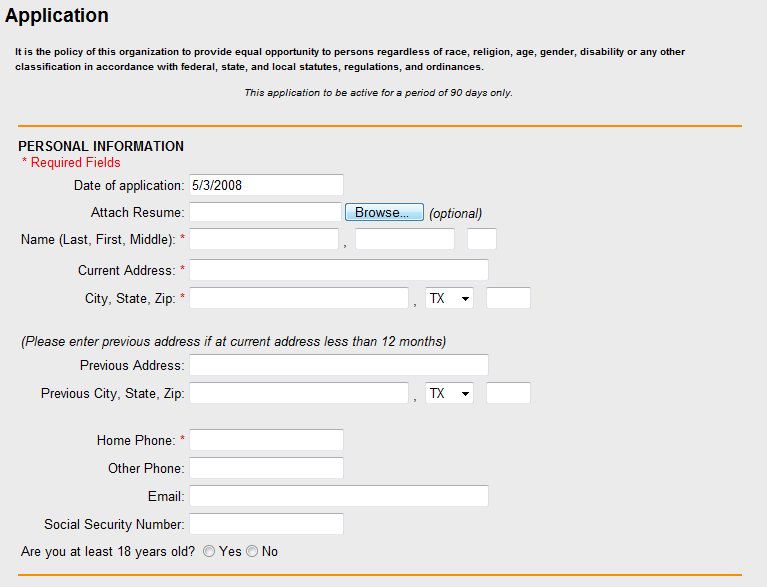 Application
It is the policy of this organization to provide equal opportunity to persons regardless of race, religion, age, gender, disability or any other
classification in accordance with federal, state, and local statutes, regulations, and ordinances.
This application to be active for a period of 90 days only.
PERSONAL INFORMATION
* Required Fields
Date of application: 5/3/2008
Attach Resume: Browse... (optional)
Name (Last, First, Middle): * ,
Current Address: *
City, State, Zip: * , TX
(Please enter previous address if at current address less than 12 months)
Previous Address:
Previous City, State, Zip: , TX
Home Phone: *
Other Phone:
Email:
Social Security Number:
Are you at least 18 years old? Yes No